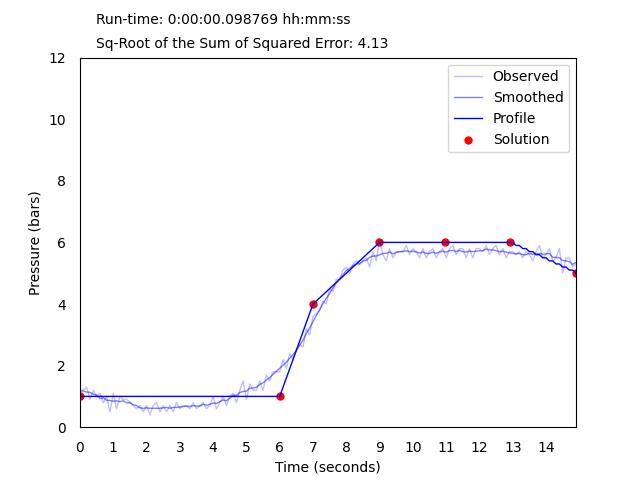 Run-time: 0:00:00.098769 hh:mm:ss
Sq-Root of the Sum of Squared Error: 4.13
12
10
8
6
4
2
0
Pressure (bars)
Observed
Smoothed
Profile
Solution
0 1 2 3 4 5 6 7 8 9 10 11 12 13 14
Time (seconds)